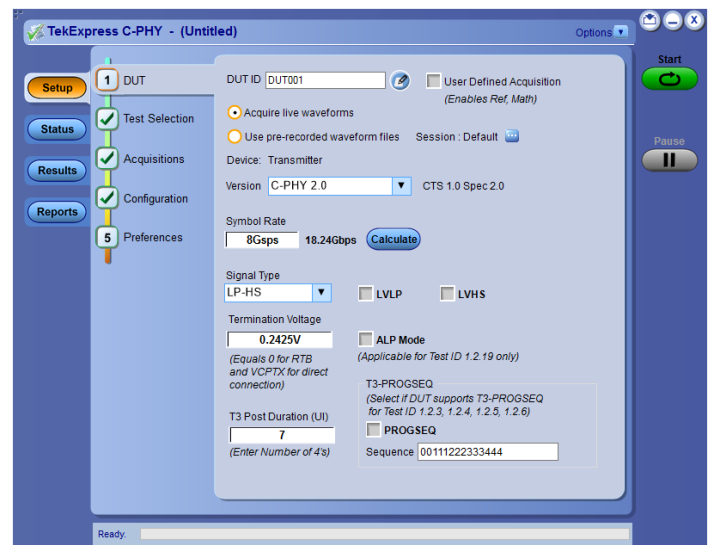 TekExpress C-PHY - (Untitled)
Options
Start
Pause
Setup
Status
Results
Reports
1 DUT
Test Selection
Acquisitions
Configuration
5 Preferences
DUT ID DUT001
User Defined Acquisition
(Enables Ref, Math)
Acquire live waveforms
Use pre-recorded waveform files Session : Default
Device: Transmitter
Version C-PHY 2.0 CTS 1.0 Spec 2.0
Symbol Rate
8Gsps 18.24Gbps Calculate
Signal Type
LP-HS LVLP LVHS
Termination Voltage
0.2425V
(Equals 0 for RTB
and VCPTX for direct
connection)
ALP Mode
(Applicable for Test ID 1.2.19 only)
T3 Post Duration (UI)
7
(Enter Number of 4's)
T3-PROGSEQ
(Select if DUT supports T3-PROGSEQ
for Test ID 1.2.3, 1.2.4, 1.2.5, 1.2.6)
PROGSEQ
Sequence 00111222333444
Ready.